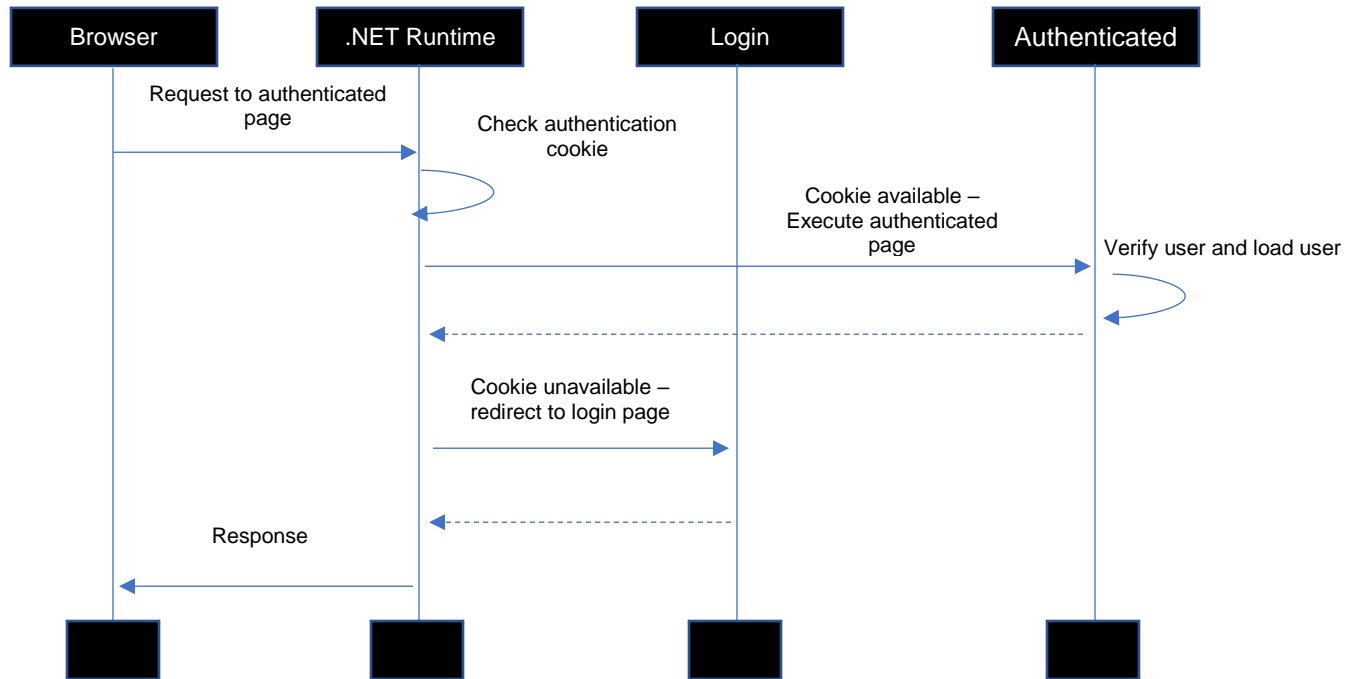 Browser
.NET Runtime
Login
Authenticated
Request to authenticated
page
Check authentication
cookie
Cookie available –
Execute authenticated
page
Verify user and load user
Cookie unavailable –
redirect to login page
Response